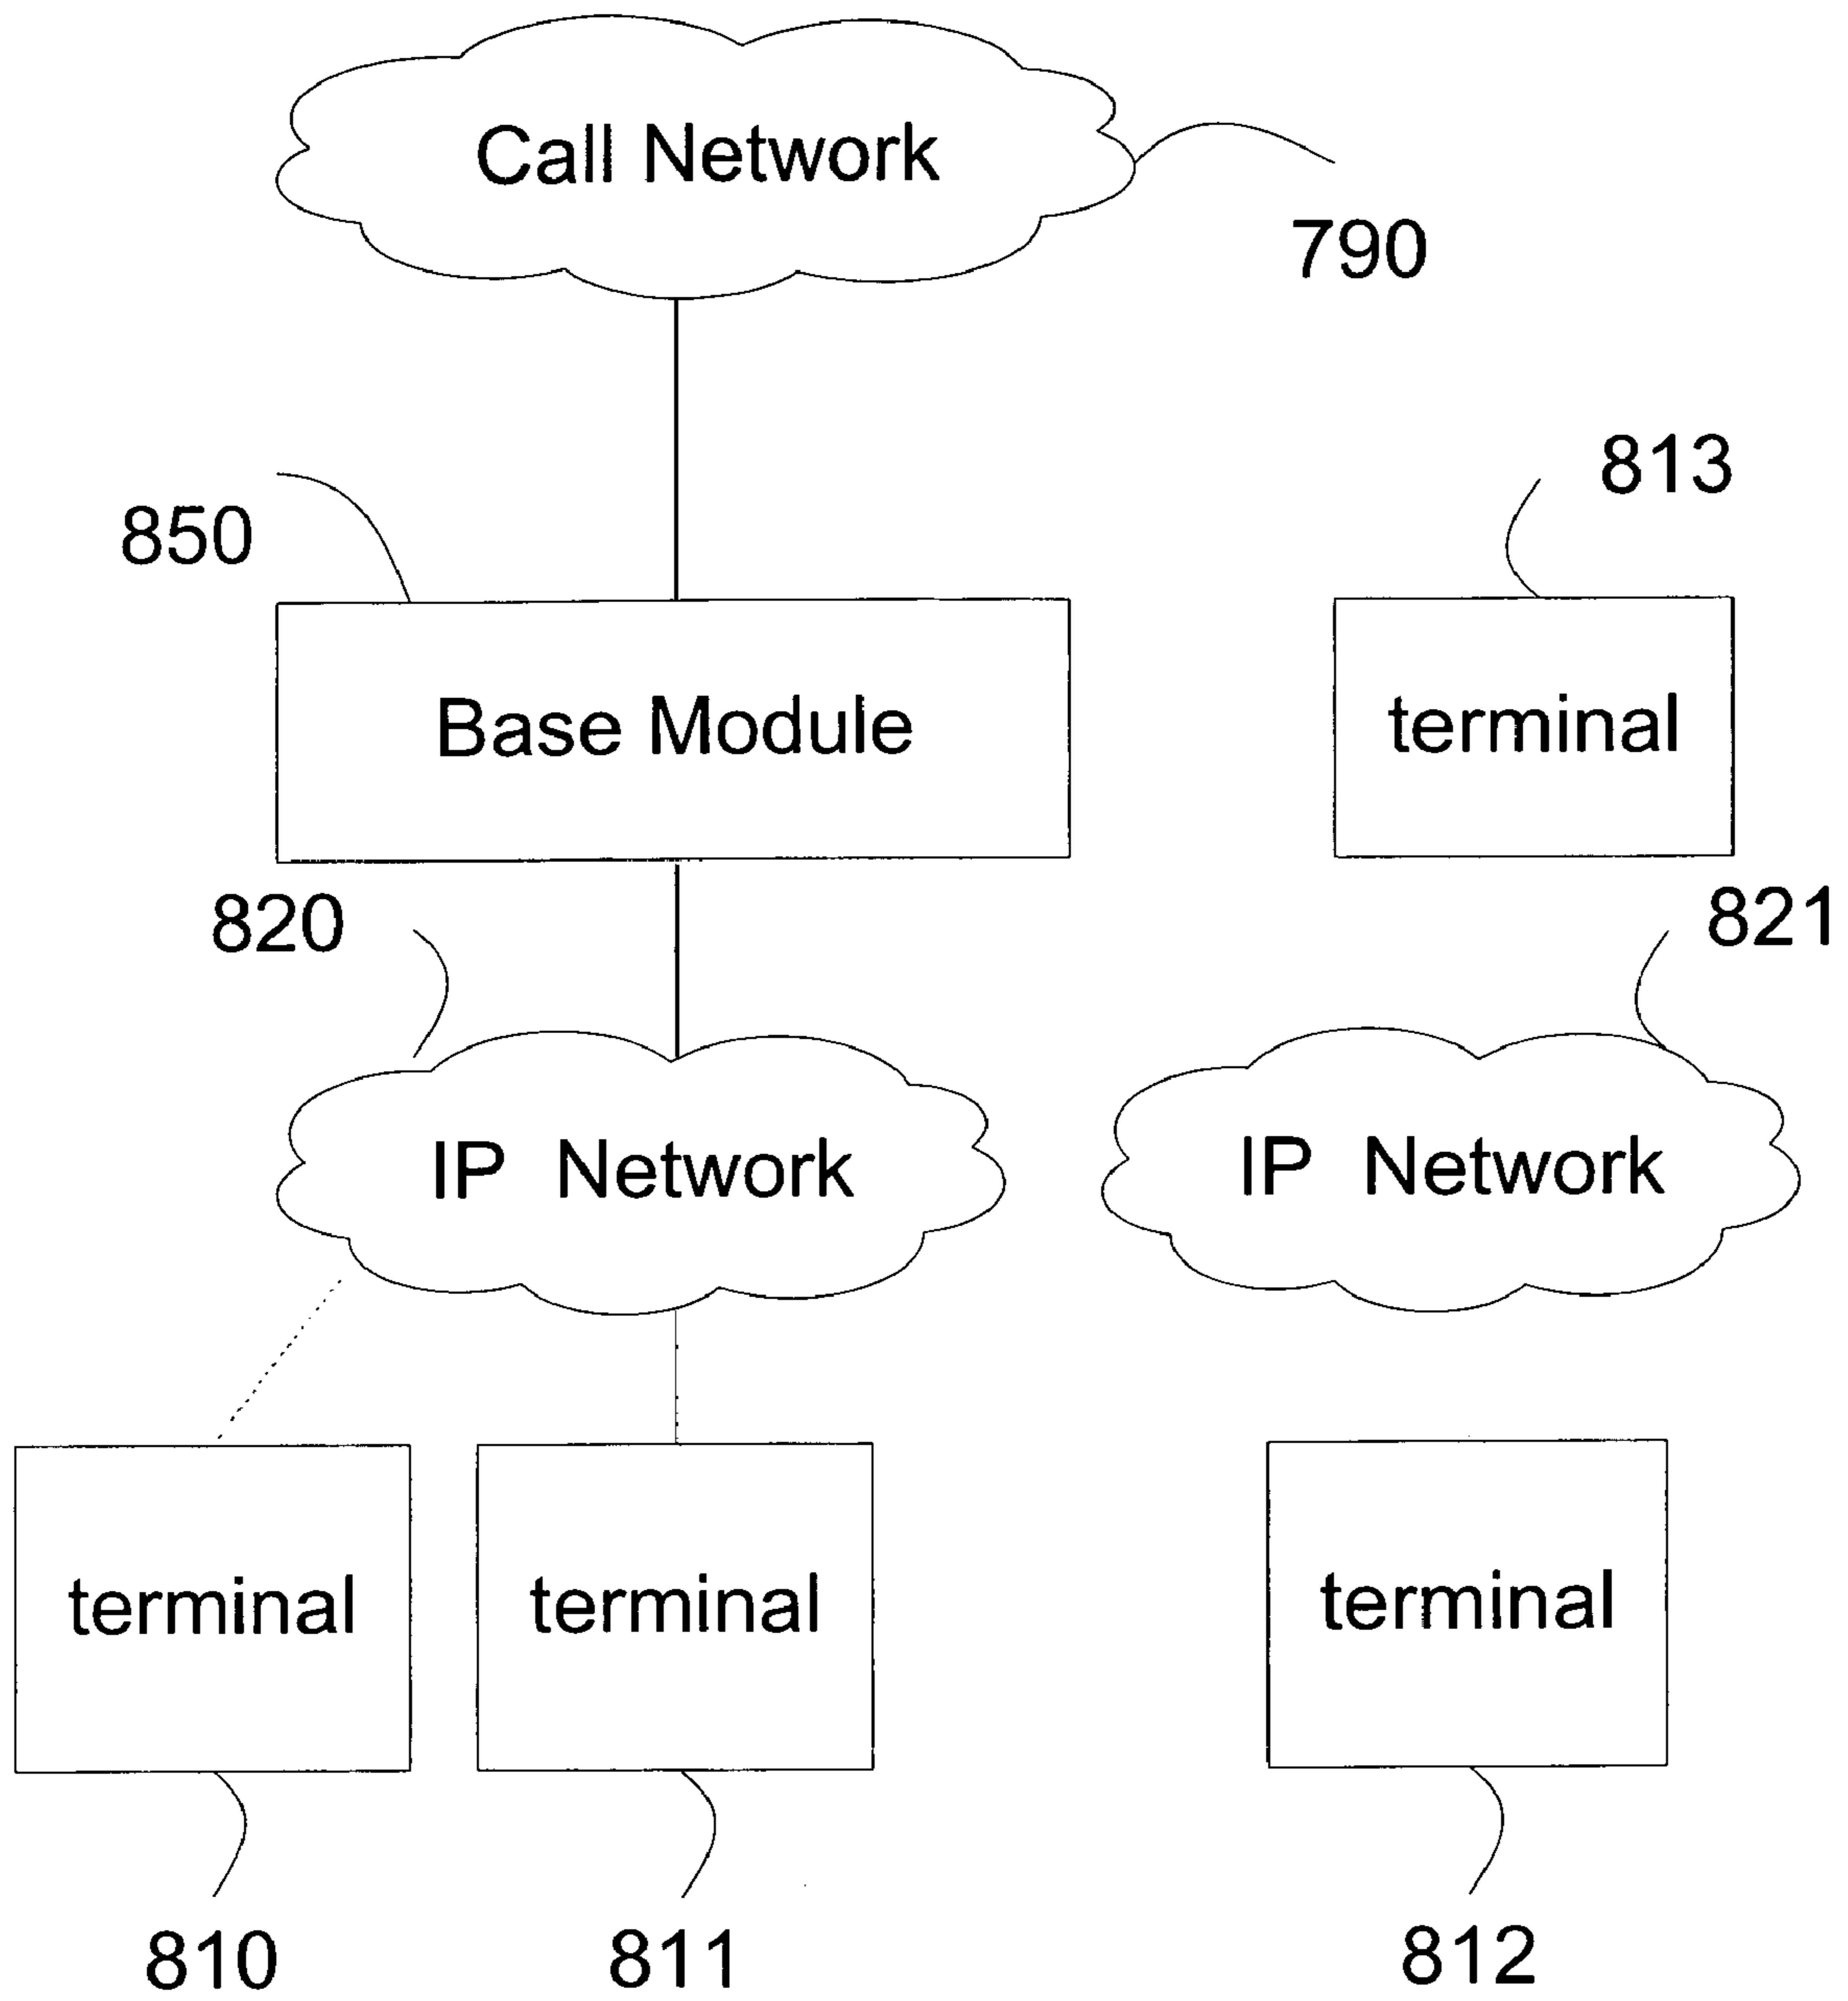 Call Network
790
813
850
Base Module
terminal
820
821
IP Network
IP Network
terminal
terminal
terminal
810
811
812